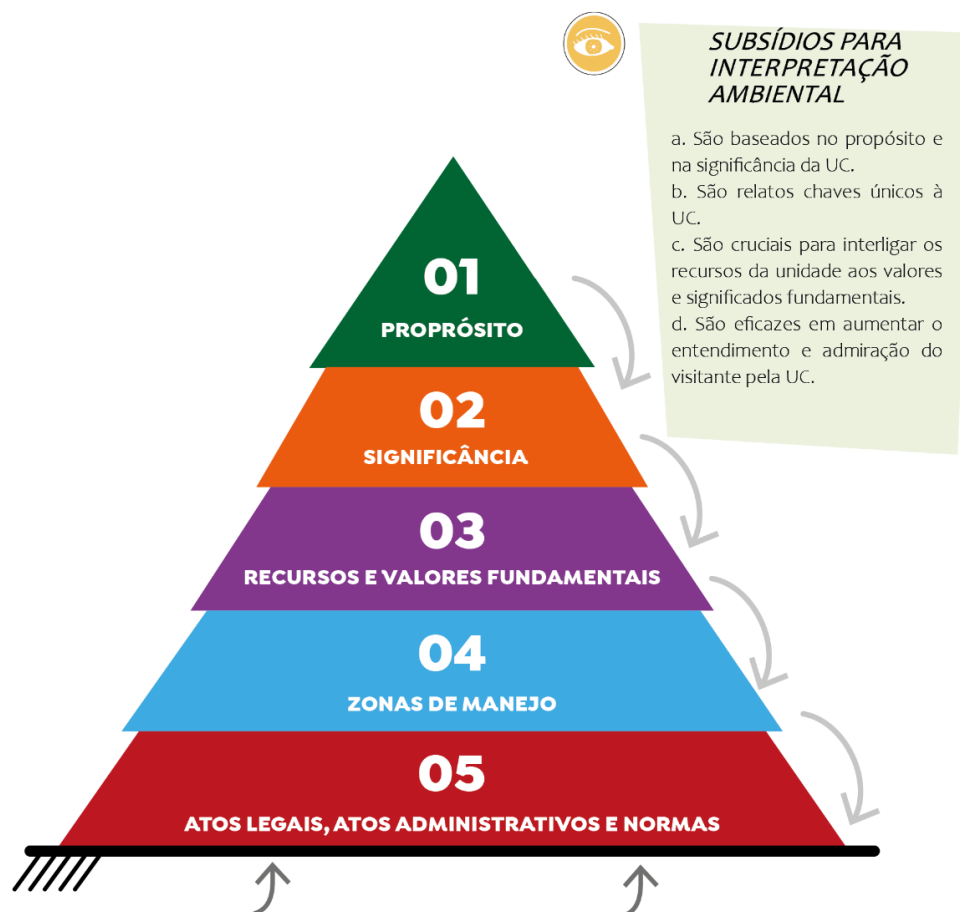 SUBSÍDIOS PARA
INTERPRETAÇÃO
AMBIENTAL
a. São baseados no propósito e
na significância da UC.
b. São relatos chaves únicos à
UC.
c. São cruciais para interligar os
recursos da unidade aos valores
e significados fundamentais.
d. São eficazes em aumentar o
entendimento e admiração do
visitante pela UC.
01
PROPRÓSITO
02
SIGNIFICÂNCIA
03
RECURSOS E VALORES FUNDAMENTAIS
04
ZONAS DE MANEJO
05
ATOS LEGAIS, ATOS ADMINISTRATIVOS E NORMAS